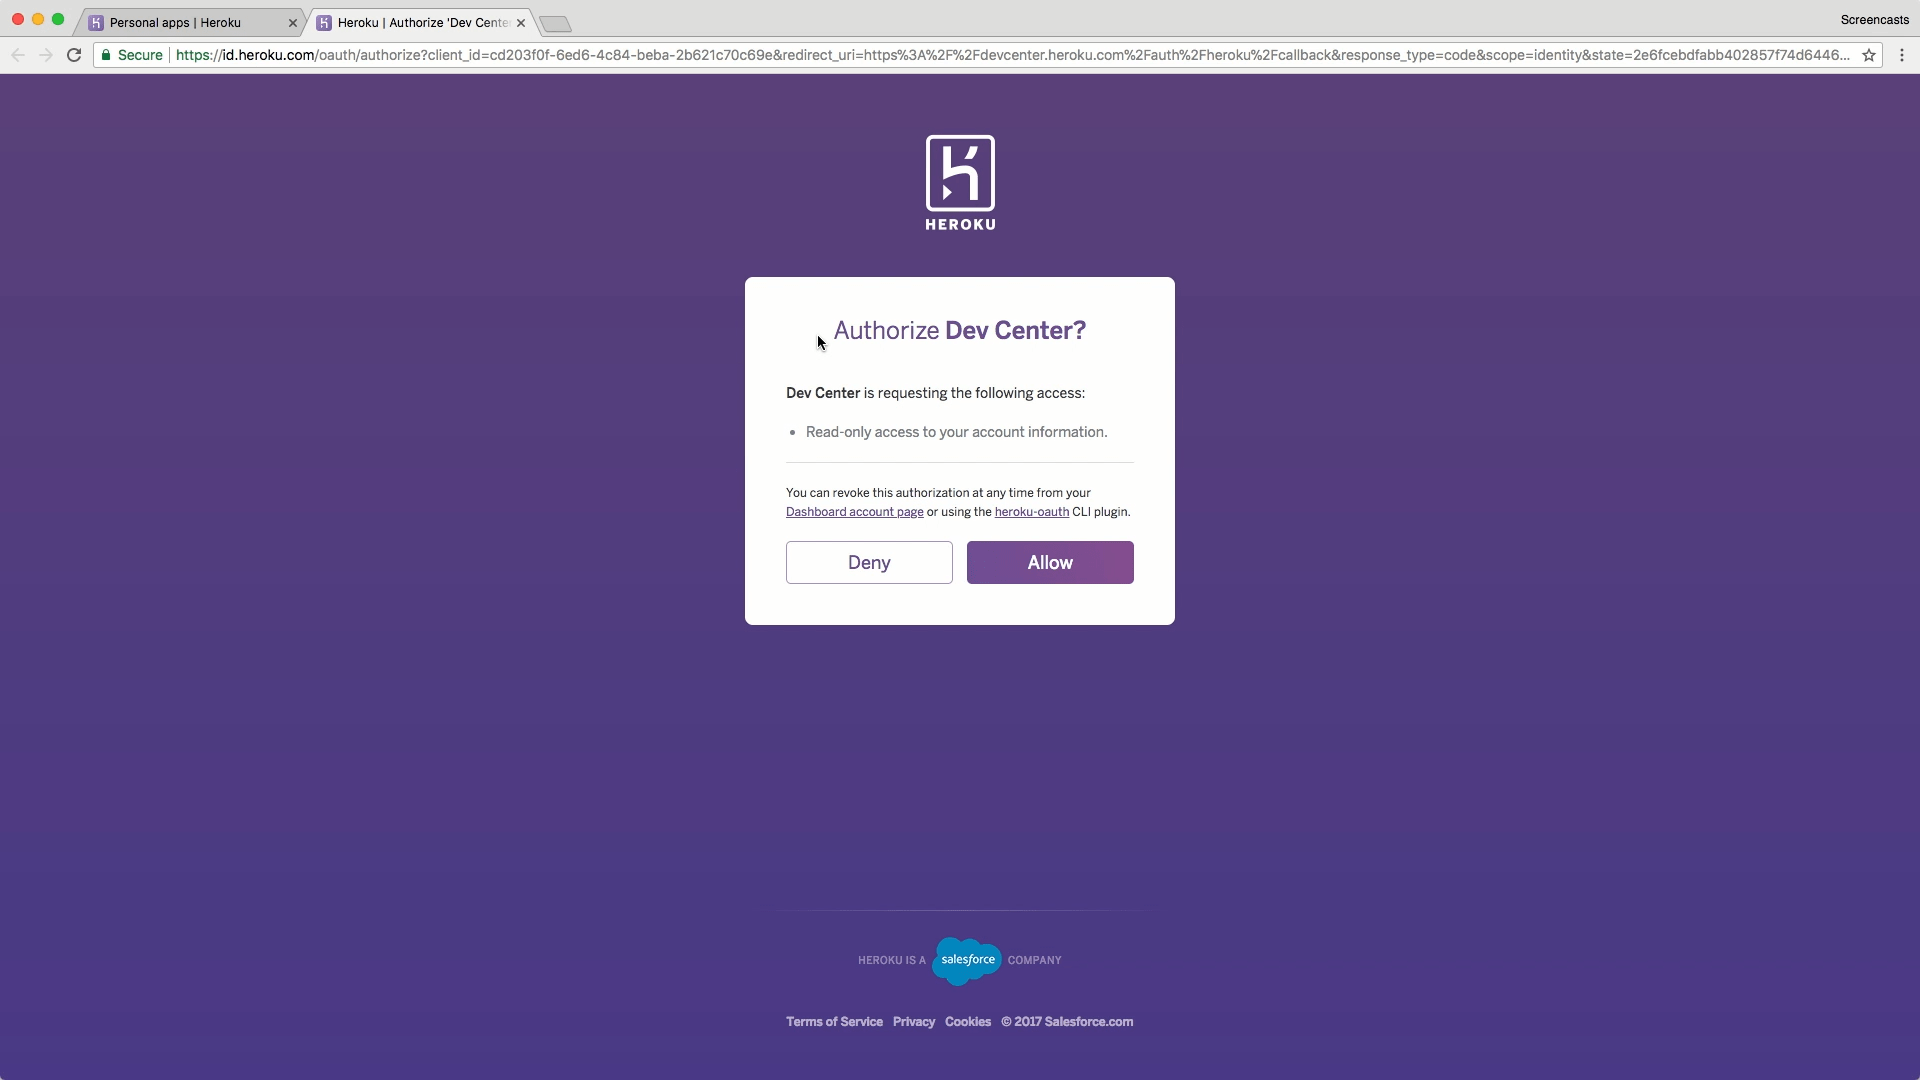 Personal apps | Heroku
Heroku | Authorize 'Dev Cente
Screencasts
Secure
https://id.heroku.com/oauth/authorize?client_id=cd203f0f-6ed6-4c84-beba-2b621c70c69e&redirect_uri=https%3A%2F%2Fdevcenter.heroku.com%2Fauth%2Fheroku%2Fcallback&response_type=code&scope=identity&state=2e6fcebdfabb402857f74d6446...
HEROKU
Authorize Dev Center?
Dev Center is requesting the following access:
• Read-only access to your account information.
You can revoke this authorization at any time from your
Dashboard account page or using the heroku-oauth CLI plugin.
Deny
Allow
HEROKU IS A salesforce COMPANY
Terms of Service Privacy Cookies © 2017 Salesforce.com